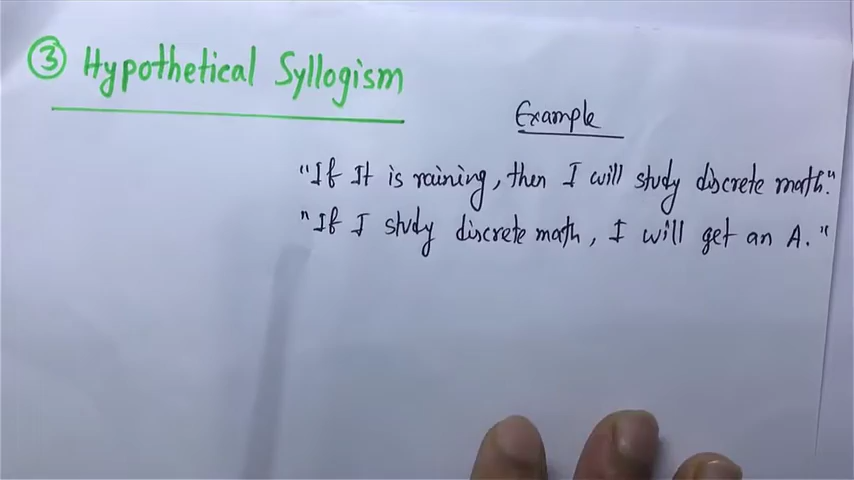 ③ Hypothetical Syllogism
Example
"If It is raining, then I will study discrete math."
"If I study discrete math, I will get an A."